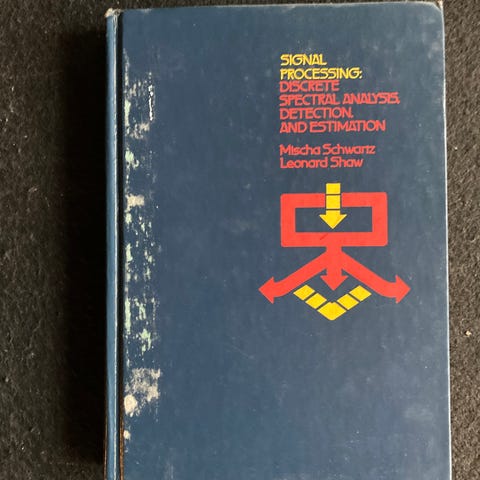 SIGNAL
PROCESSING:
DISCRETE
SPECTRAL ANALYSIS,
DETECTION,
AND ESTIMATION
Mischa Schwartz
Leonard Shaw